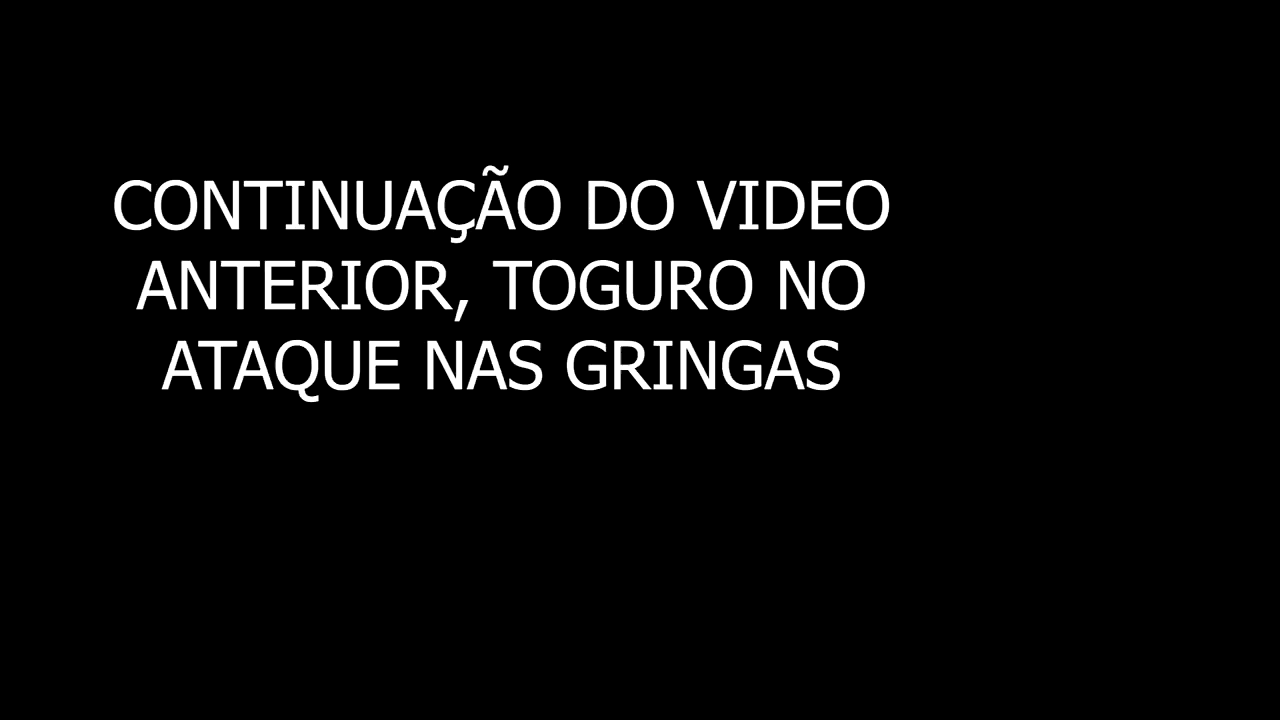 CONTINUAÇÃO DO VIDEO
ANTERIOR, TOGURO NO
ATAQUE NAS GRINGAS